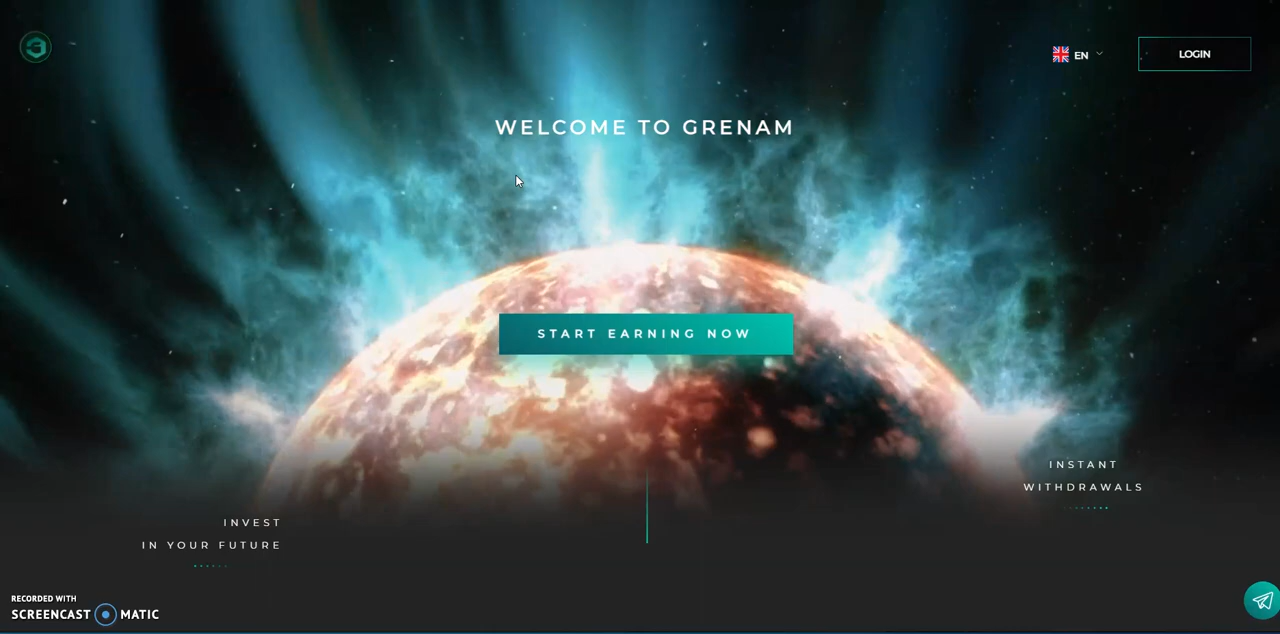 EN
LOGIN
WELCOME TO GRENAM
START EARNING NOW
INSTANT
WITHDRAWALS
INVEST
IN YOUR FUTURE
RECORDED WITH
SCREENCAST MATIC